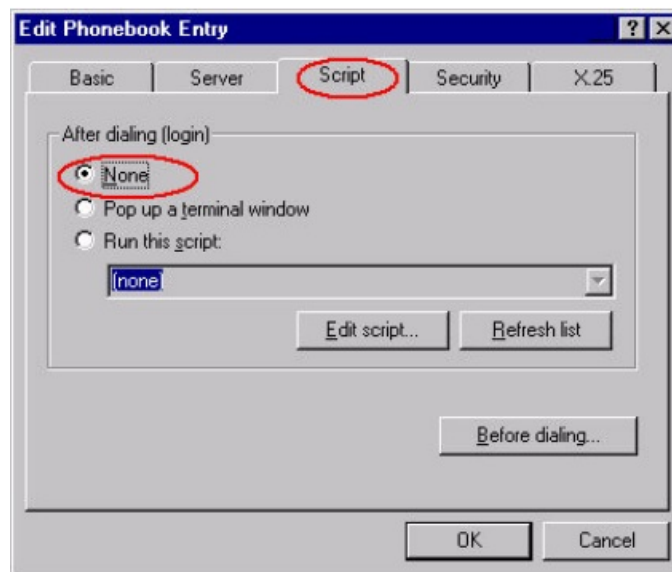 Edit Phonebook Entry
Basic Server Script Security X.25
After dialing (login)
None
Pop up a terminal window
Run this script:
(none)
Edit script... Refresh list
Before dialing...
OK Cancel